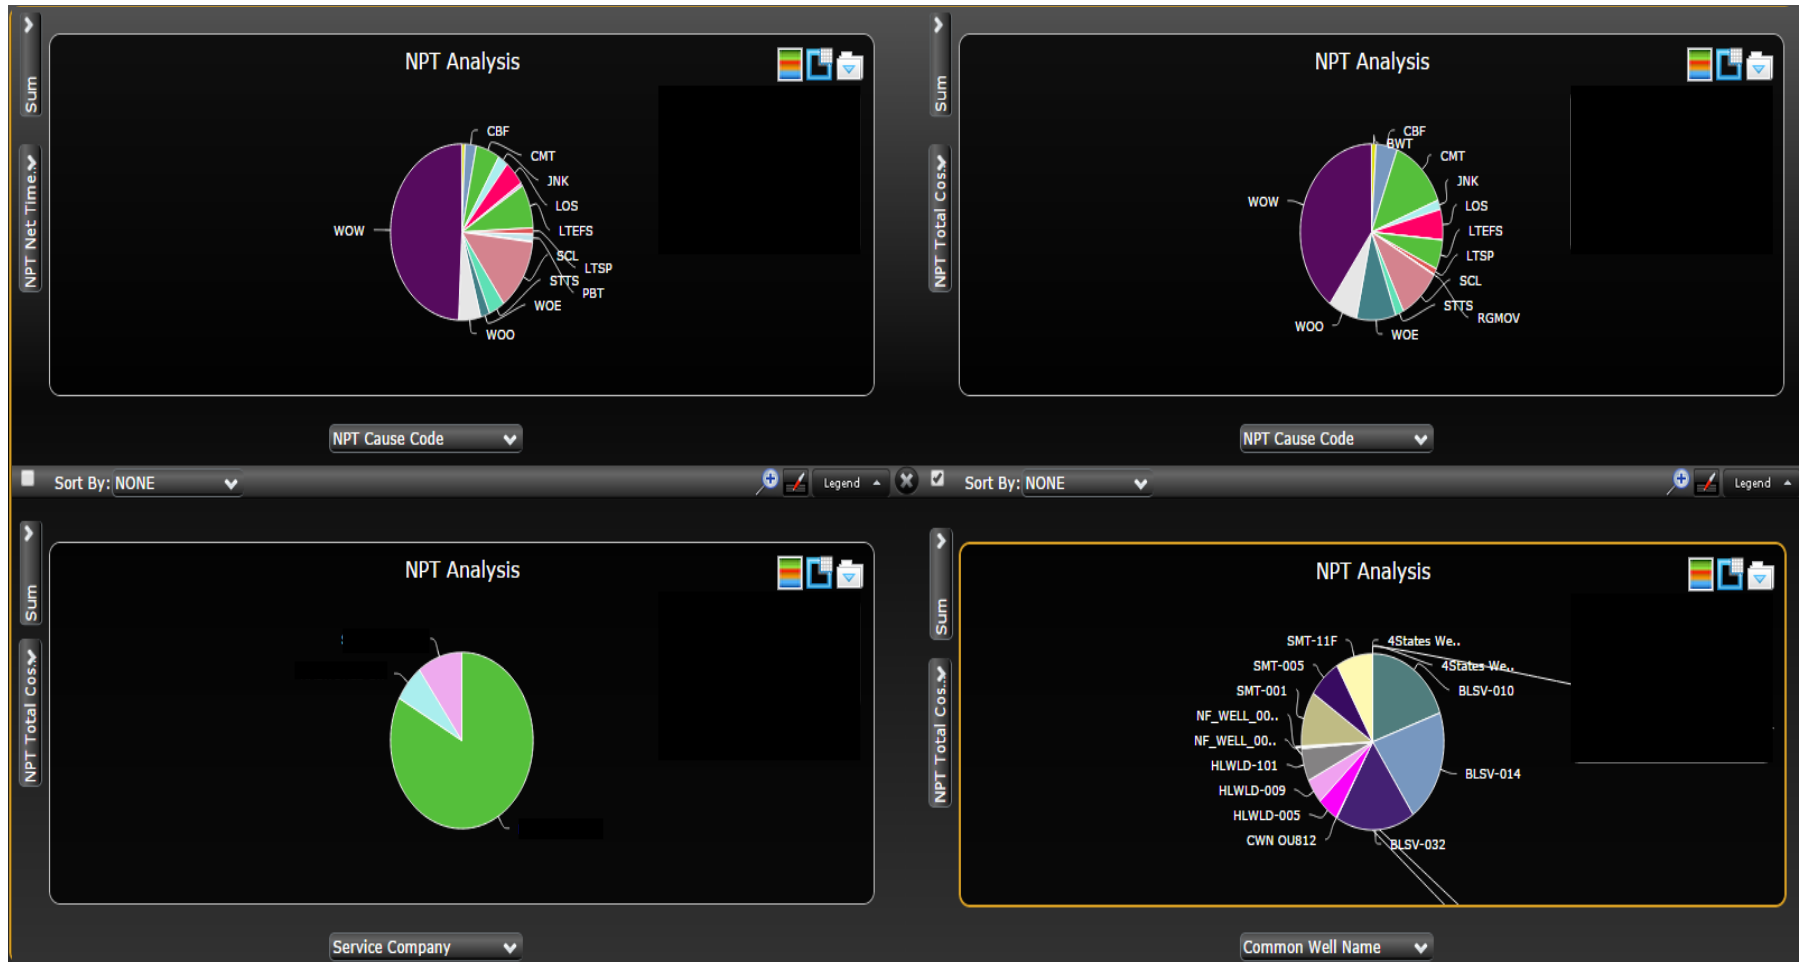 Sum
NPT Net Time..
NPT Analysis
CBF
CMT
JNK
LOS
LTEFS
SCL
LTSP
STTS
PBT
WOE
WOO
WOW
NPT Cause Code
Sum
NPT Total Cos..
NPT Analysis
CBF
BWT
CMT
JNK
LOS
LTEFS
LTSP
SCL
STTS
RGMOV
WOE
WOO
WOW
NPT Cause Code
Sort By: NONE
Legend
Sort By: NONE
Legend
Sum
NPT Total Cos..
NPT Analysis
Service Company
Sum
NPT Total Cos..
NPT Analysis
SMT-11F
4States We..
SMT-005
4States We..
SMT-001
BLSV-010
NF_WELL_00..
NF_WELL_00..
HLWLD-101
BLSV-014
HLWLD-009
HLWLD-005
CWN OU812
BLSV-032
Common Well Name